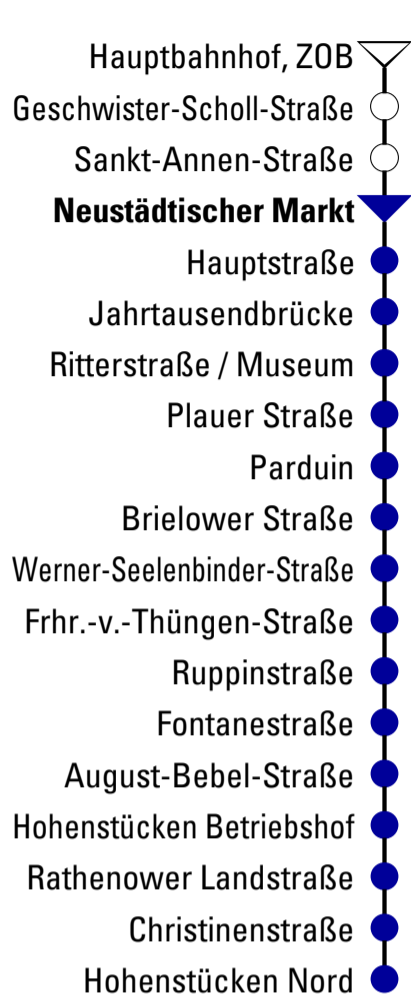 Hauptbahnhof, ZOB
Geschwister-Scholl-Straße
Sankt-Annen-Straße
Neustädtischer Markt
Hauptstraße
Jahrtausendbrücke
Ritterstraße / Museum
Plauer Straße
Parduin
Brielower Straße
Werner-Seelenbinder-Straße
Frhr.-v.-Thüngen-Straße
Ruppinstraße
Fontanestraße
August-Bebel-Straße
Hohenstücken Betriebshof
Rathenower Landstraße
Christinenstraße
Hohenstücken Nord